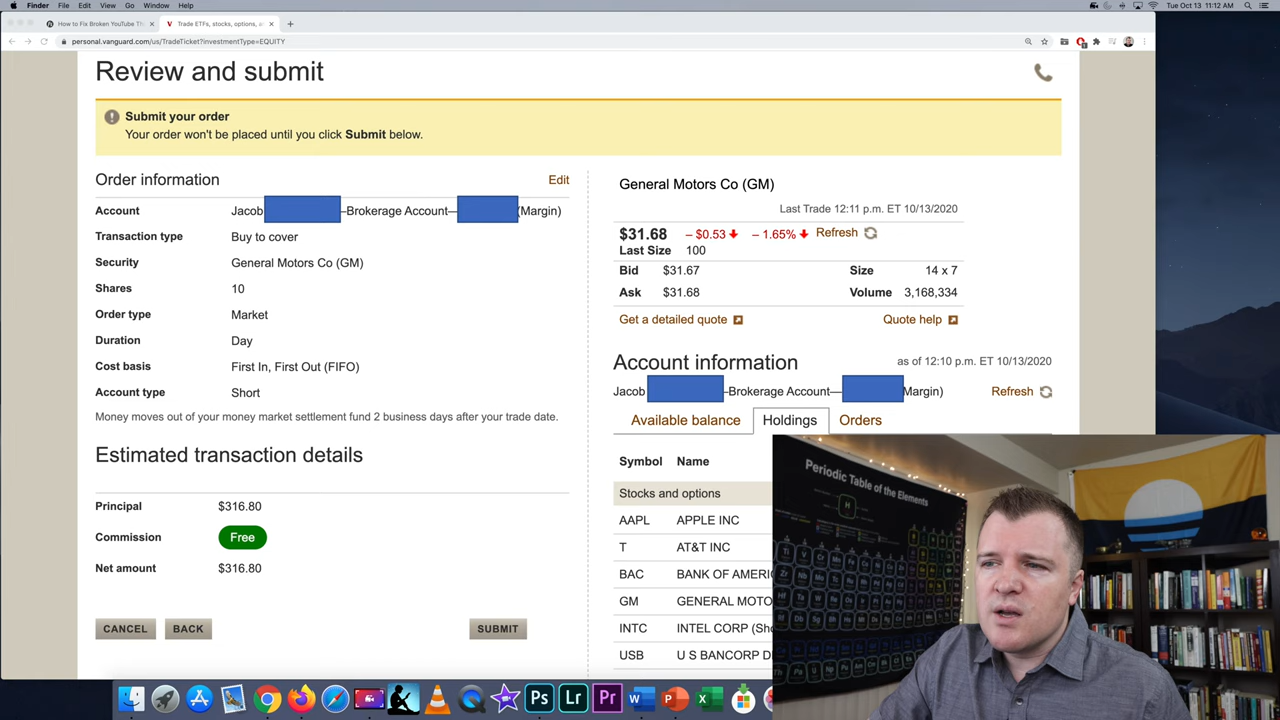 Finder File Edit View Go Window Help
Tue Oct 13 11:12 AM
How to Fix Broken YouTube Th
Trade ETFs, stocks, options, a
personal.vanguard.com/us/TradeTicket?investmentType=EQUITY
Review and submit
Submit your order
Your order won't be placed until you click Submit below.
Order information Edit
Account Jacob –Brokerage Account— (Margin)
Transaction type Buy to cover
Security General Motors Co (GM)
Shares 10
Order type Market
Duration Day
Cost basis First In, First Out (FIFO)
Account type Short
Money moves out of your money market settlement fund 2 business days after your trade date.
Estimated transaction details
Principal $316.80
Commission Free
Net amount $316.80
CANCEL BACK SUBMIT
General Motors Co (GM)
Last Trade 12:11 p.m. ET 10/13/2020
$31.68 – $0.53 – 1.65% Refresh
Last Size 100
Bid $31.67 Size 14 x 7
Ask $31.68 Volume 3,168,334
Get a detailed quote Quote help
Account information as of 12:10 p.m. ET 10/13/2020
Jacob –Brokerage Account— Margin) Refresh
Available balance Holdings Orders
Symbol Name
Stocks and options
AAPL APPLE INC
T AT&T INC
BAC BANK OF AMERI
GM GENERAL MOTO
INTC INTEL CORP (Sho
USB U S BANCORP D
Periodic Table of the Elements
H
Ps Lr Pr W P X